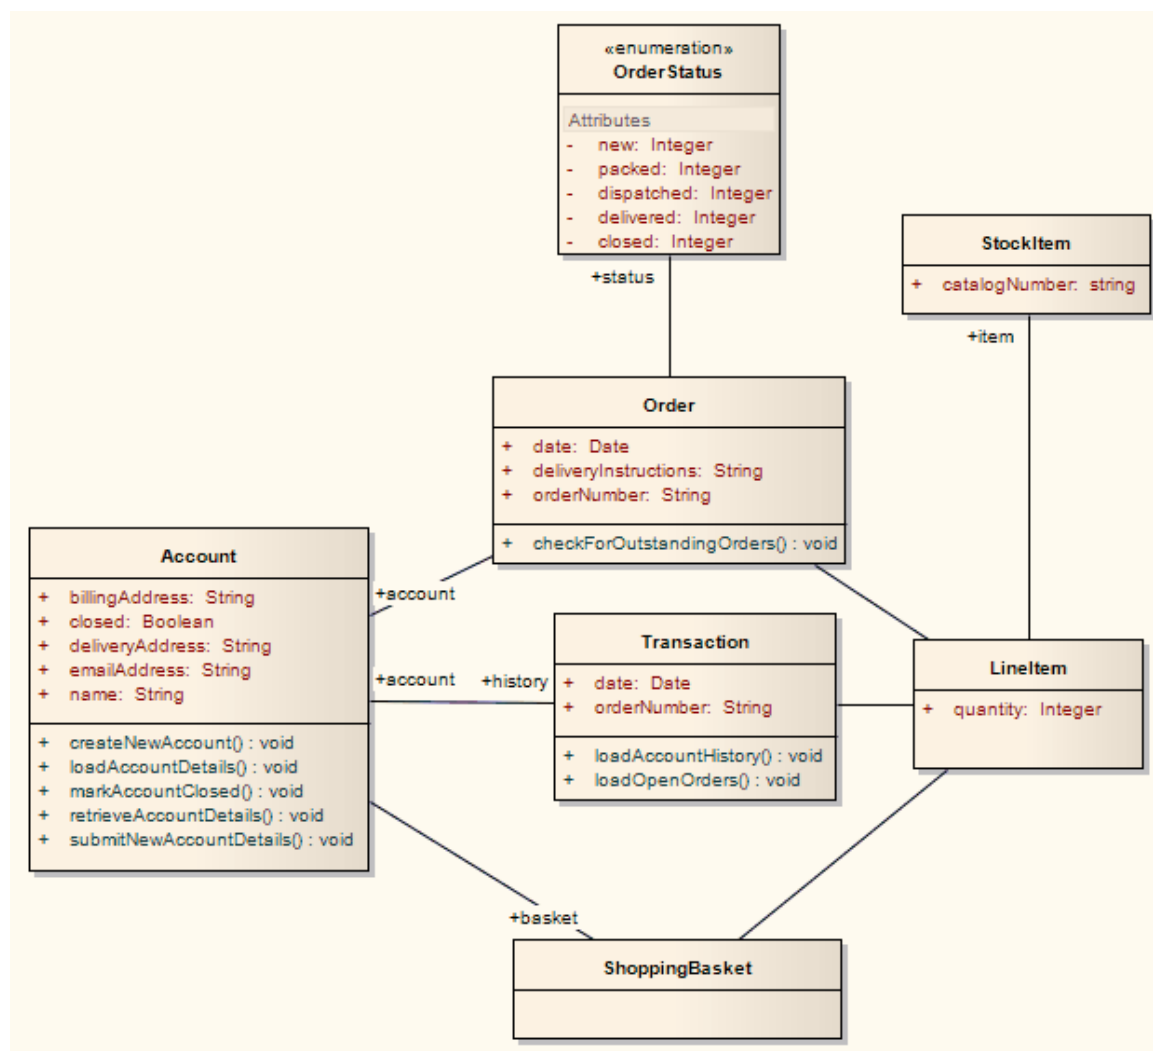 «enumeration»
OrderStatus
Attributes
- new: Integer
- packed: Integer
- dispatched: Integer
- delivered: Integer
- closed: Integer
+status
StockItem
+ catalogNumber: string
+item
Order
+ date: Date
+ deliveryInstructions: String
+ orderNumber: String
+ checkForOutstandingOrders() : void
Account
+ billingAddress: String
+ closed: Boolean
+ deliveryAddress: String
+ emailAddress: String
+ name: String
+ createNewAccount() : void
+ loadAccountDetails() : void
+ markAccountClosed() : void
+ retrieveAccountDetails() : void
+ submitNewAccountDetails() : void
+account
+account
+history
Transaction
+ date: Date
+ orderNumber: String
+ loadAccountHistory() : void
+ loadOpenOrders() : void
LineItem
+ quantity: Integer
+basket
ShoppingBasket